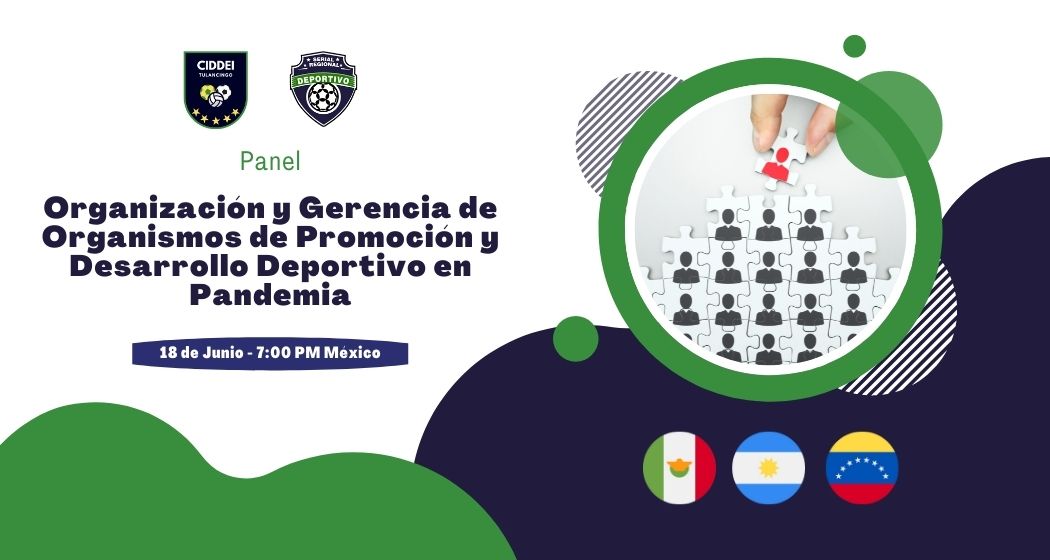 CIDDEI
TULANCINGO
SERIAL
REGIONAL
DEPORTIVO
Panel
Organización y Gerencia de
Organismos de Promoción y
Desarrollo Deportivo en
Pandemia
18 de Junio - 7:00 PM México